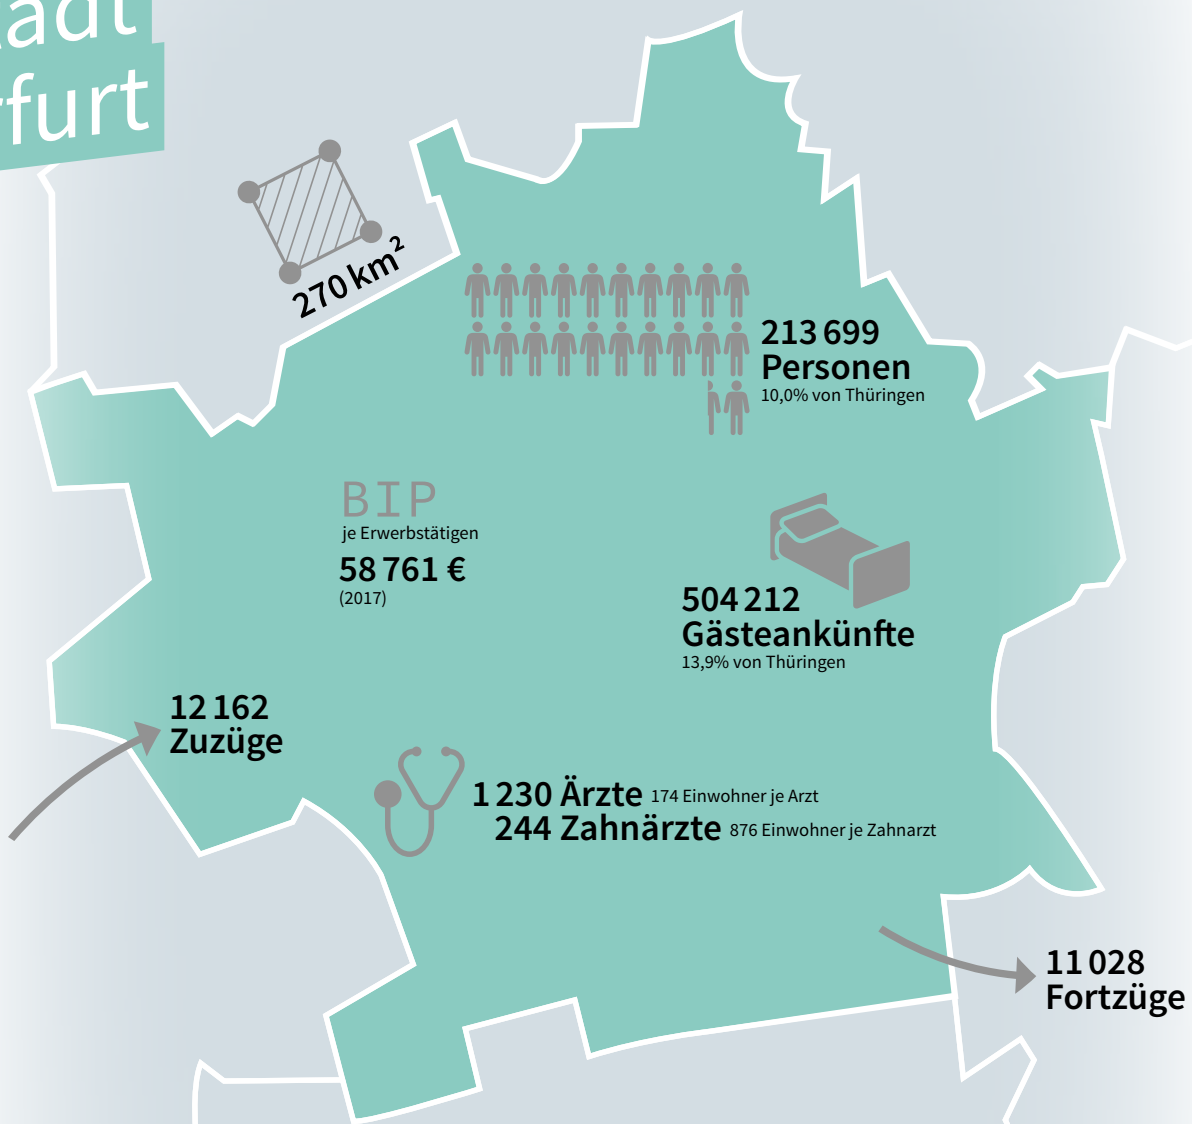 270 km²
213 699
Personen
10,0% von Thüringen
BIP
je Erwerbstätigen
58 761 €
(2017)
504 212
Gästeankünfte
13,9% von Thüringen
12 162
Zuzüge
1 230 Ärzte 174 Einwohner je Arzt
244 Zahnärzte 876 Einwohner je Zahnarzt
11 028
Fortzüge